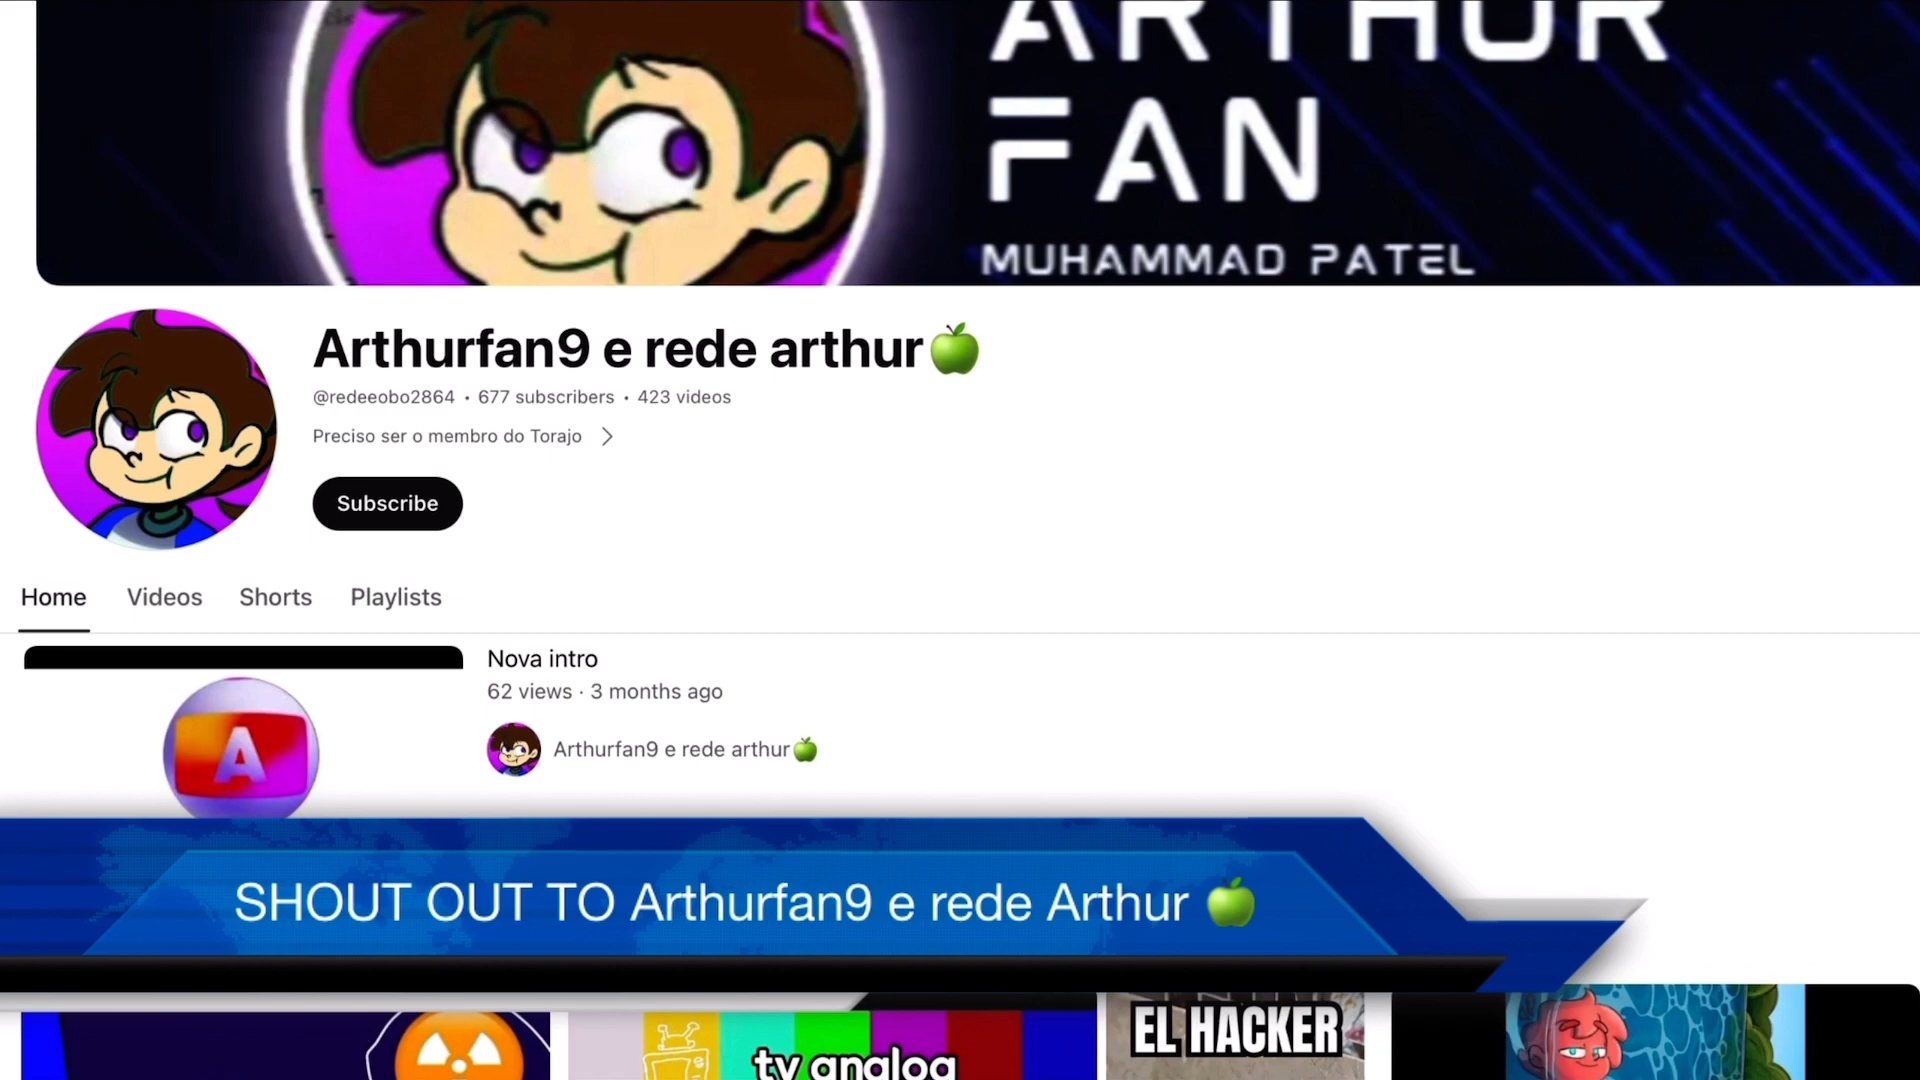 ARTHUR
FAN
MUHAMMAD PATEL
Arthurfan9 e rede arthur🍏
@redeeobo2864 • 677 subscribers • 423 videos
Preciso ser o membro do Torajo
Subscribe
Home Videos Shorts Playlists
Nova intro
62 views · 3 months ago
A
Arthurfan9 e rede arthur🍏
SHOUT OUT TO Arthurfan9 e rede Arthur 🍏
EL HACKER
tv analog